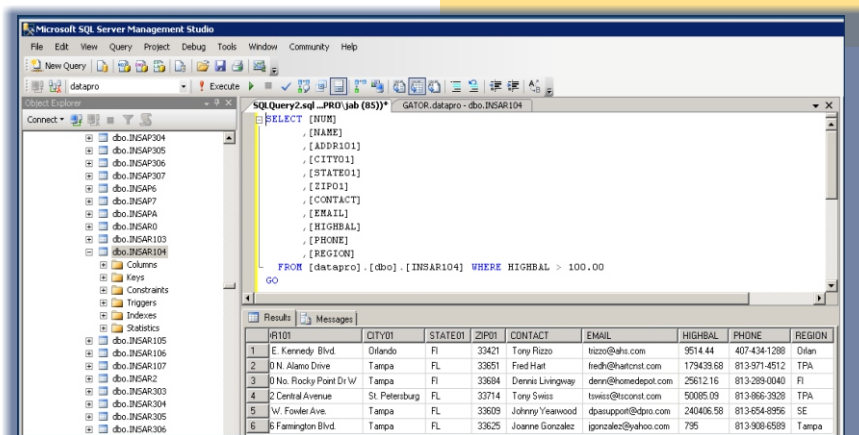 Microsoft SQL Server Management Studio
File Edit View Query Project Debug Tools Window Community Help
New Query
datapro Execute
Object Explorer
Connect
SQLQuery2.sql ...PRO\jab (85))* GATOR.datapro - dbo.INSAR104
dbo.INSAP304
dbo.INSAP305
dbo.INSAP306
dbo.INSAP307
dbo.INSAP6
dbo.INSAP7
dbo.INSAPA
dbo.INSAR0
dbo.INSAR103
dbo.INSAR104
Columns
Keys
Constraints
Triggers
Indexes
Statistics
dbo.INSAR105
dbo.INSAR106
dbo.INSAR107
dbo.INSAR2
dbo.INSAR303
dbo.INSAR304
dbo.INSAR305
dbo.INSAR306
SELECT [NUM]
,[NAME]
,[ADDR101]
,[CITY01]
,[STATE01]
,[ZIP01]
,[CONTACT]
,[EMAIL]
,[HIGHBAL]
,[PHONE]
,[REGION]
FROM [datapro].[dbo].[INSAR104] WHERE HIGHBAL > 100.00
GO
Results Messages
R101 CITY01 STATE01 ZIP01 CONTACT EMAIL HIGHBAL PHONE REGION
1 E. Kennedy Blvd. Orlando Fl 33421 Tony Rizzo trizzo@ahs.com 9514.44 407-434-1288 Orlan
2 0 N. Alamo Drive Tampa FL 33651 Fred Hart fredh@hartcnst.com 179439.68 813-971-4512 TPA
3 0 No. Rocky Point Dr W Tampa Fl 33684 Dennis Livingway denn@homedepot.com 25612.16 813-289-0040 Fl
4 2 Central Avenue St. Petersburg FL 33714 Tony Swiss tswiss@tsconst.com 50085.09 813-866-3928 TPA
5 W. Fowler Ave. Tampa FL 33609 Johnny Yearwood dpasupport@dpro.com 240406.58 813-654-8956 SE
6 6 Farmington Blvd. Tampa FL 33625 Joanne Gonzalez jgonzalez@yahoo.com 795 813-908-6589 Tampa